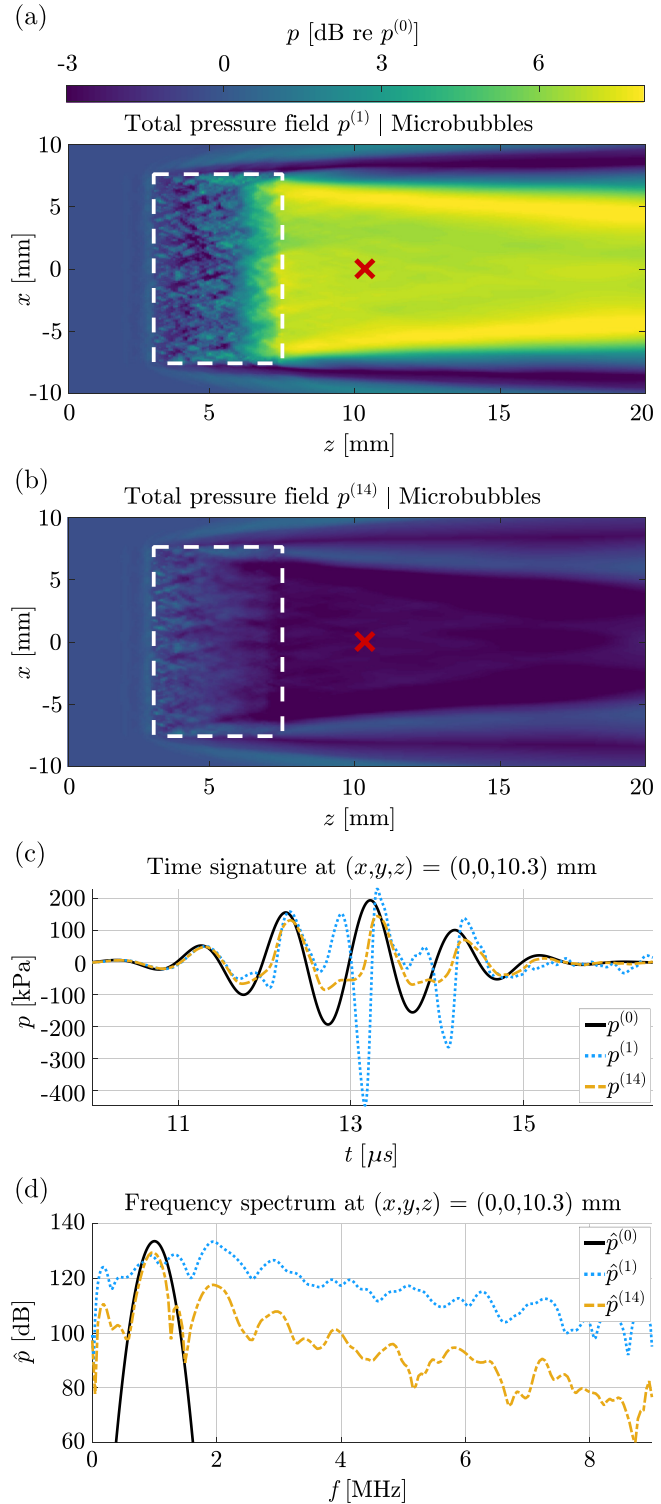 (a)
p [dB re p⁽⁰⁾]
-3 0 3 6
Total pressure field p⁽¹⁾ | Microbubbles
10
5
0
-5
-10
x [mm]
0 5 10 15 20
z [mm]
(b)
Total pressure field p⁽¹⁴⁾ | Microbubbles
10
5
0
-5
-10
x [mm]
0 5 10 15 20
z [mm]
(c)
Time signature at (x,y,z) = (0,0,10.3) mm
200
100
0
-100
-200
-300
-400
p [kPa]
p⁽⁰⁾
p⁽¹⁾
p⁽¹⁴⁾
11 13 15
t [μs]
(d)
Frequency spectrum at (x,y,z) = (0,0,10.3) mm
140
120
100
80
60
p̂ [dB]
p̂⁽⁰⁾
p̂⁽¹⁾
p̂⁽¹⁴⁾
0 2 4 6 8
f [MHz]